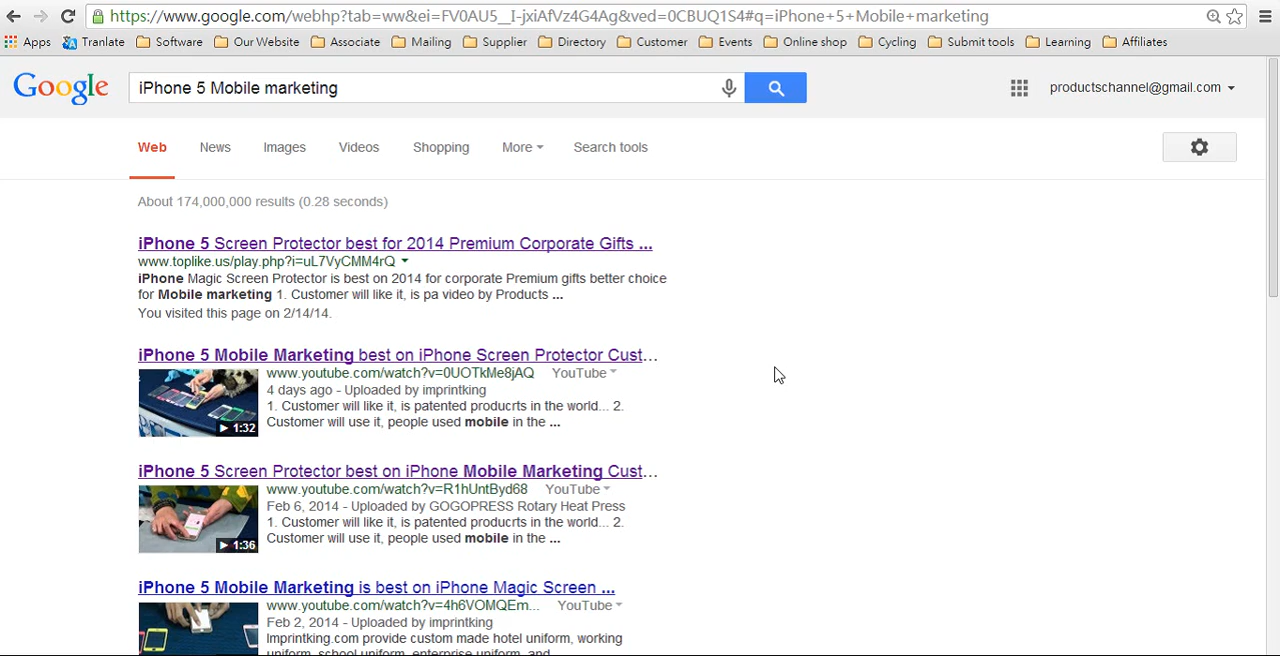 https://www.google.com/webhp?tab=ww&ei=FV0AU5__I-jxiAfVz4G4Ag&ved=0CBUQ1S4#q=iPhone+5+Mobile+marketing
Apps Tranlate Software Our Website Associate Mailing Supplier Directory Customer Events Online shop Cycling Submit tools Learning Affiliates
Google iPhone 5 Mobile marketing productschannel@gmail.com
Web News Images Videos Shopping More Search tools
About 174,000,000 results (0.28 seconds)
iPhone 5 Screen Protector best for 2014 Premium Corporate Gifts ...
www.toplike.us/play.php?i=uL7VyCMM4rQ
iPhone Magic Screen Protector is best on 2014 for corporate Premium gifts better choice
for Mobile marketing 1. Customer will like it, is pa video by Products ...
You visited this page on 2/14/14.
iPhone 5 Mobile Marketing best on iPhone Screen Protector Cust...
www.youtube.com/watch?v=0UOTkMe8jAQ YouTube
4 days ago - Uploaded by imprintking
1. Customer will like it, is patented producrts in the world... 2.
Customer will use it, people used mobile in the ...
1:32
iPhone 5 Screen Protector best on iPhone Mobile Marketing Cust...
www.youtube.com/watch?v=R1hUntByd68 YouTube
Feb 6, 2014 - Uploaded by GOGOPRESS Rotary Heat Press
1. Customer will like it, is patented producrts in the world... 2.
Customer will use it, people used mobile in the ...
1:36
iPhone 5 Mobile Marketing is best on iPhone Magic Screen ...
www.youtube.com/watch?v=4h6VOMQEm... YouTube
Feb 2, 2014 - Uploaded by imprintking
Imprintking.com provide custom made hotel uniform, working
uniform, school uniform, enterprise uniform, and